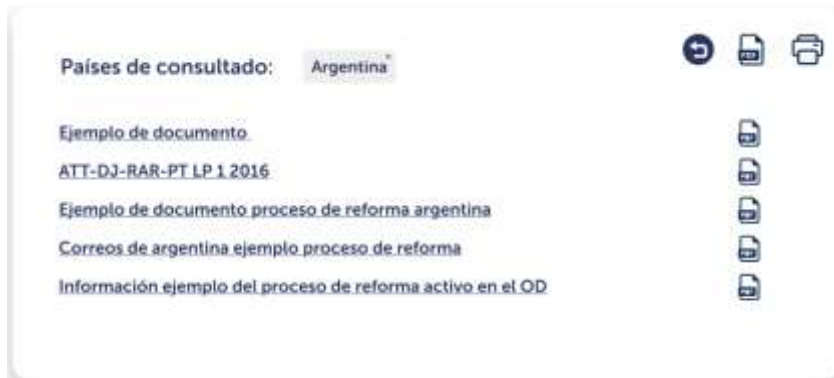 Países de consultado: Argentina
Ejemplo de documento
ATT-DJ-RAR-PT LP 1 2016
Ejemplo de documento proceso de reforma argentina
Correos de argentina ejemplo proceso de reforma
Información ejemplo del proceso de reforma activo en el OD